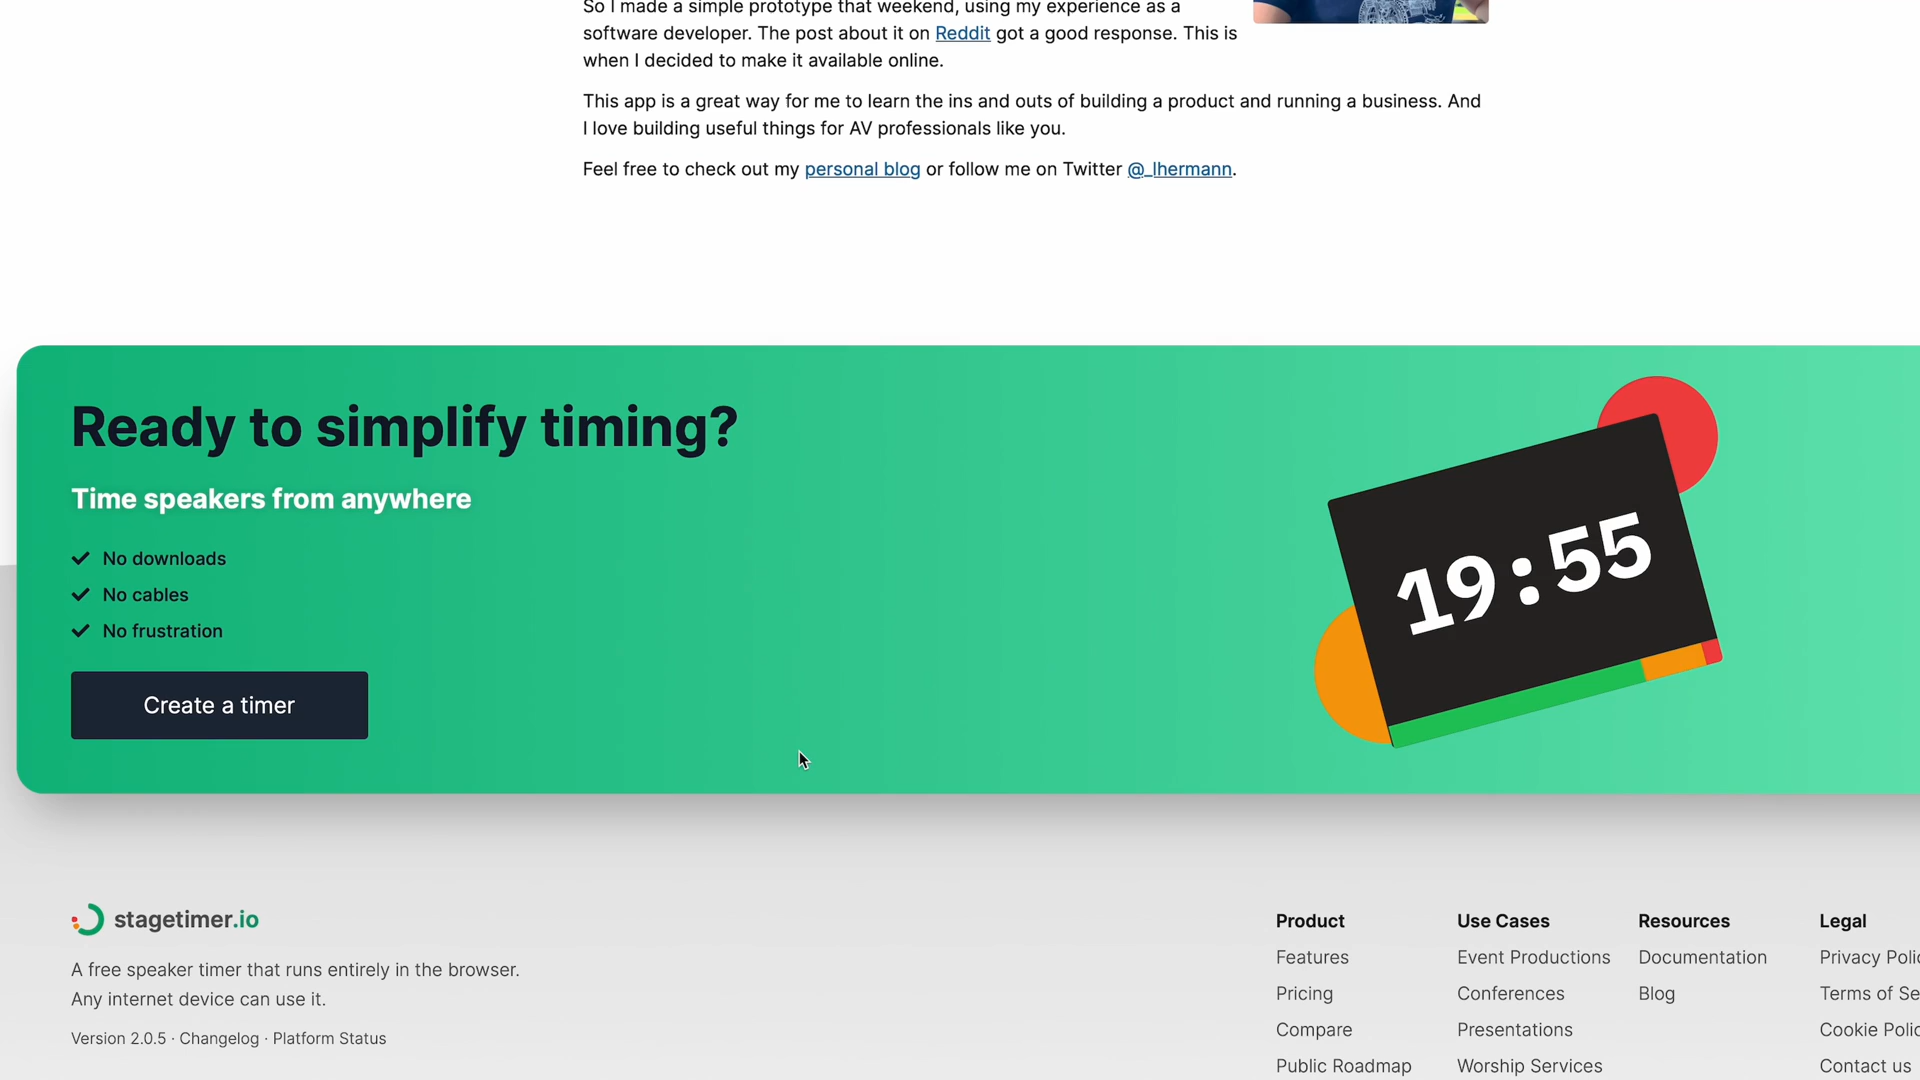 So I made a simple prototype that weekend, using my experience as a
software developer. The post about it on Reddit got a good response. This is
when I decided to make it available online.
This app is a great way for me to learn the ins and outs of building a product and running a business. And
I love building useful things for AV professionals like you.
Feel free to check out my personal blog or follow me on Twitter @_lhermann.
Ready to simplify timing?
Time speakers from anywhere
No downloads
No cables
No frustration
Create a timer
19:55
stagetimer.io
A free speaker timer that runs entirely in the browser.
Any internet device can use it.
Version 2.0.5 · Changelog · Platform Status
Product
Features
Pricing
Compare
Public Roadmap
Use Cases
Event Productions
Conferences
Presentations
Worship Services
Resources
Documentation
Blog
Legal
Privacy
Terms of
Cookie
Contact us